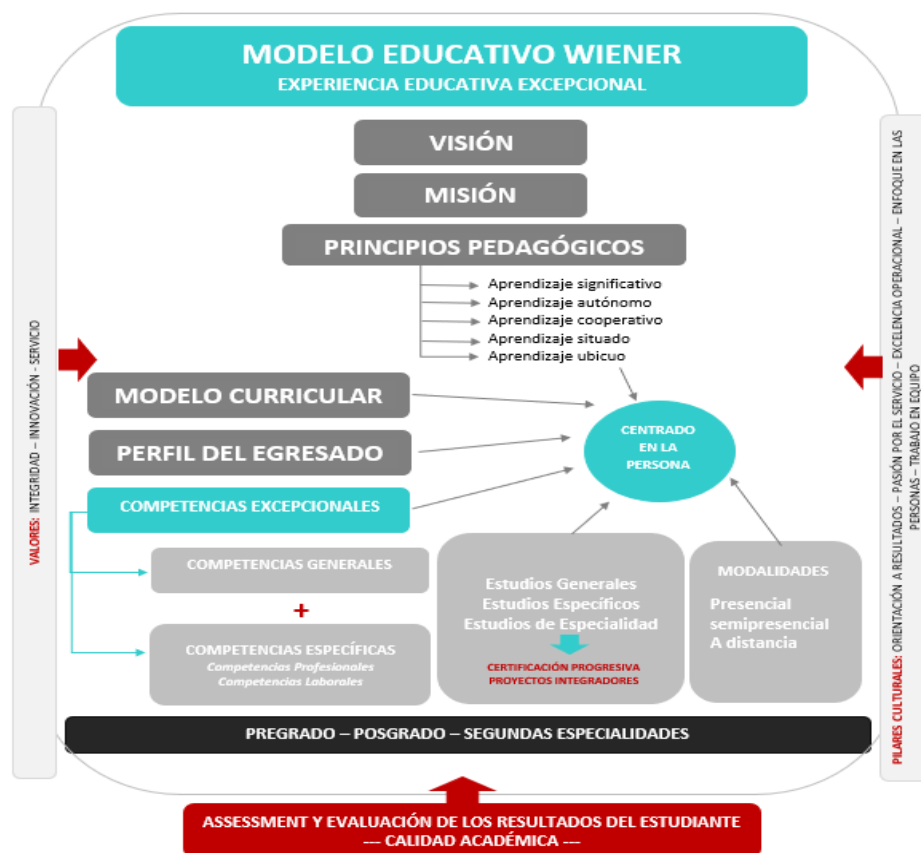 MODELO EDUCATIVO WIENER
EXPERIENCIA EDUCATIVA EXCEPCIONAL
VISIÓN
MISIÓN
PRINCIPIOS PEDAGÓGICOS
Aprendizaje significativo
Aprendizaje autónomo
Aprendizaje cooperativo
Aprendizaje situado
Aprendizaje ubicuo
VALORES: INTEGRIDAD – INNOVACIÓN - SERVICIO
PILARES CULTURALES: ORIENTACIÓN A RESULTADOS – PASIÓN POR EL SERVICIO – EXCELENCIA OPERACIONAL – ENFOQUE EN LAS
PERSONAS – TRABAJO EN EQUIPO
MODELO CURRICULAR
PERFIL DEL EGRESADO
COMPETENCIAS EXCEPCIONALES
CENTRADO
EN LA
PERSONA
COMPETENCIAS GENERALES
+
COMPETENCIAS ESPECÍFICAS
Competencias Profesionales
Competencias Laborales
Estudios Generales
Estudios Específicos
Estudios de Especialidad
CERTIFICACIÓN PROGRESIVA
PROYECTOS INTEGRADORES
MODALIDADES
Presencial
semipresencial
A distancia
PREGRADO – POSGRADO – SEGUNDAS ESPECIALIDADES
ASSESSMENT Y EVALUACIÓN DE LOS RESULTADOS DEL ESTUDIANTE
--- CALIDAD ACADÉMICA ---